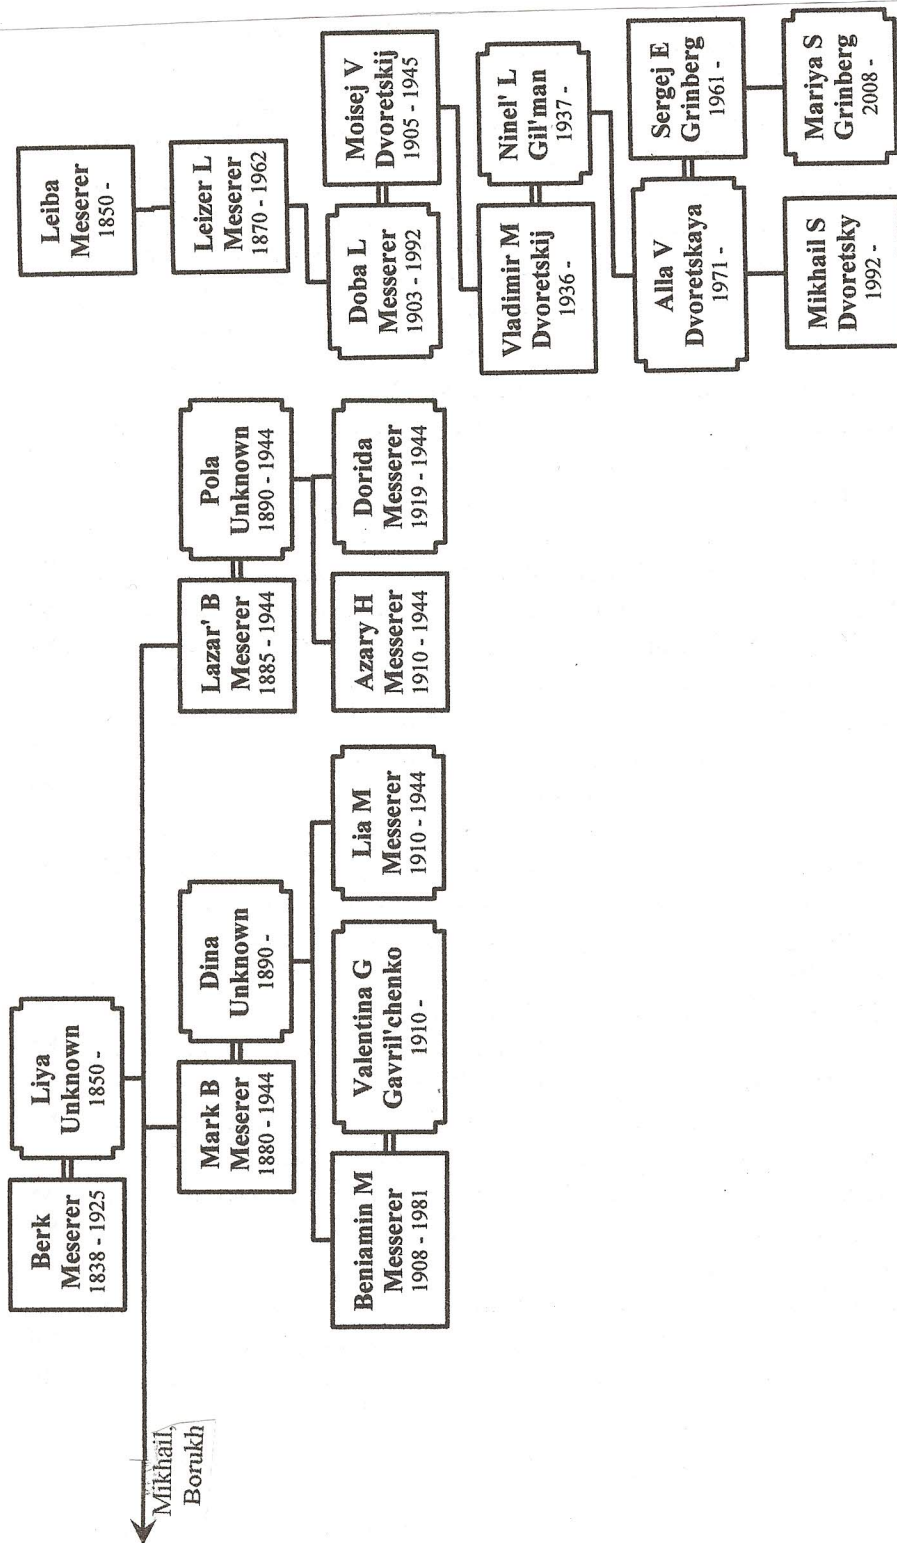 Berk
Meserer
1838 - 1925
Liya
Unknown
1850 -
Leiba
Meserer
1850 -
Mikhail,
Borukh
Mark B
Meserer
1880 - 1944
Dina
Unknown
1890 -
Lazar' B
Meserer
1885 - 1944
Pola
Unknown
1890 - 1944
Leizer L
Meserer
1870 - 1962
Beniamin M
Messerer
1908 - 1981
Valentina G
Gavril'chenko
1910 -
Lia M
Messerer
1910 - 1944
Azary H
Messerer
1910 - 1944
Dorida
Messerer
1919 - 1944
Doba L
Messerer
1903 - 1992
Moisej V
Dvoretskij
1905 - 1945
Vladimir M
Dvoretskij
1936 -
Ninel' L
Gil'man
1937 -
Alla V
Dvoretskaya
1971 -
Sergej E
Grinberg
1961 -
Mikhail S
Dvoretsky
1992 -
Mariya S
Grinberg
2008 -